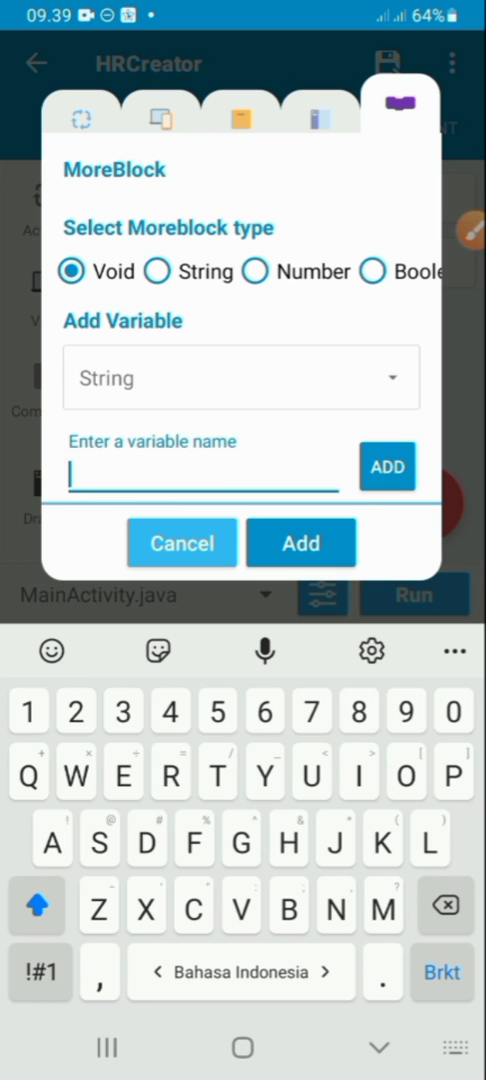 09.39 64%
HRCreator
MoreBlock
Select Moreblock type
Void String Number Boole
Add Variable
String
Enter a variable name
ADD
Cancel Add
MainActivity.java Run
1 2 3 4 5 6 7 8 9 0
Q W E R T Y U I O P
A S D F G H J K L
Z X C V B N M
!#1 , < Bahasa Indonesia > . Brkt